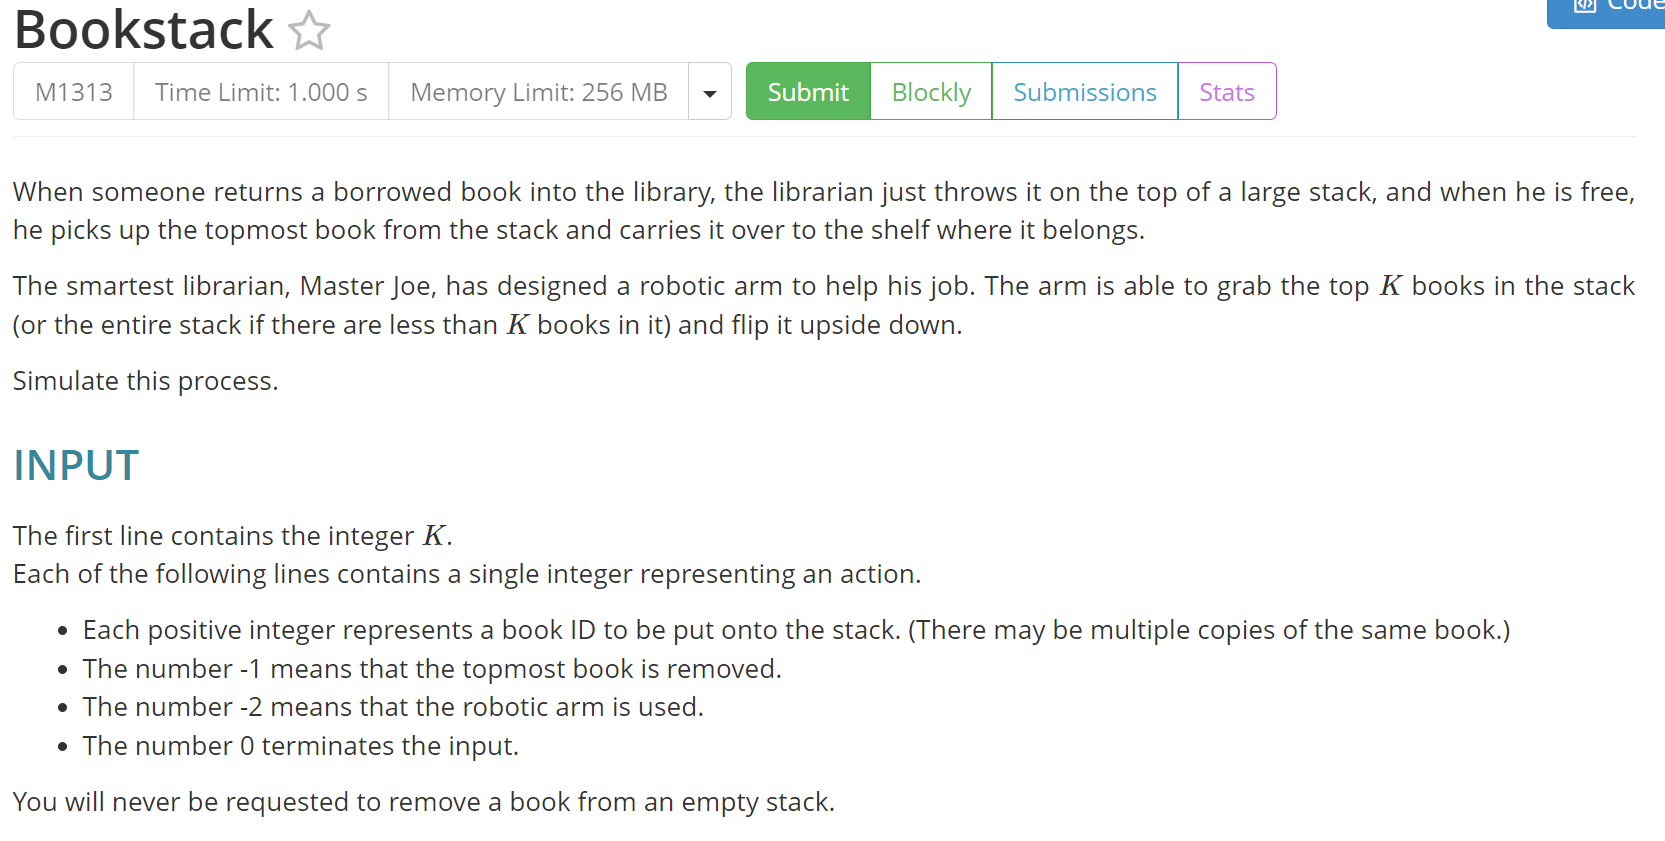 Bookstack
Code
M1313 Time Limit: 1.000 s Memory Limit: 256 MB Submit Blockly Submissions Stats
When someone returns a borrowed book into the library, the librarian just throws it on the top of a large stack, and when he is free,
he picks up the topmost book from the stack and carries it over to the shelf where it belongs.
The smartest librarian, Master Joe, has designed a robotic arm to help his job. The arm is able to grab the top K books in the stack
(or the entire stack if there are less than K books in it) and flip it upside down.
Simulate this process.
INPUT
The first line contains the integer K.
Each of the following lines contains a single integer representing an action.
• Each positive integer represents a book ID to be put onto the stack. (There may be multiple copies of the same book.)
• The number -1 means that the topmost book is removed.
• The number -2 means that the robotic arm is used.
• The number 0 terminates the input.
You will never be requested to remove a book from an empty stack.